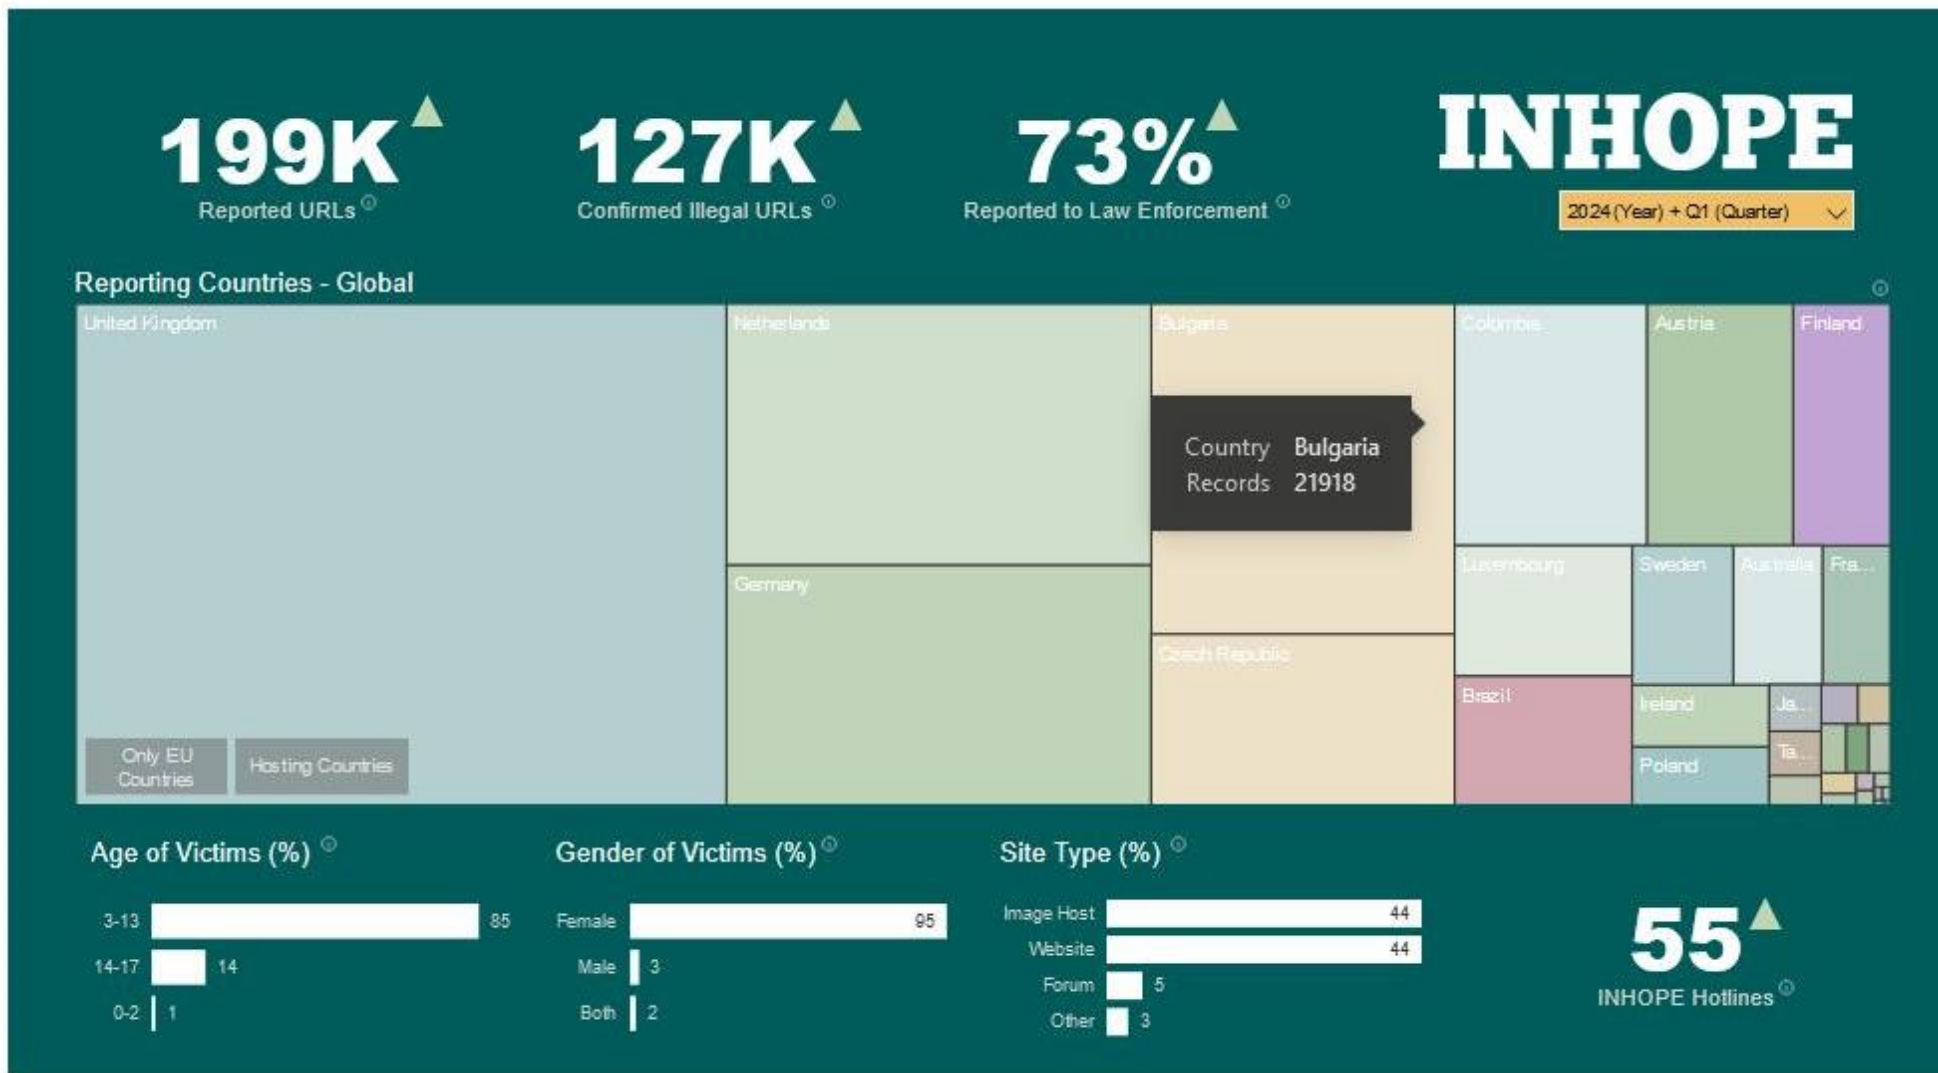 199K
Reported URLs
127K
Confirmed Illegal URLs
73%
Reported to Law Enforcement
INHOPE
2024 (Year) + Q1 (Quarter)
Reporting Countries - Global
United Kingdom
Netherlands
Bulgaria
Colombia
Austria
Finland
Country Bulgaria
Records 21918
Germany
Czech Republic
Luxembourg
Sweden
Australia
Fra...
Brazil
Ireland
Ja...
Ta...
Poland
Only EU
Countries
Hosting Countries
Age of Victims (%)
3-13 85
14-17 14
0-2 1
Gender of Victims (%)
Female 95
Male 3
Both 2
Site Type (%)
Image Host 44
Website 44
Forum 5
Other 3
55
INHOPE Hotlines